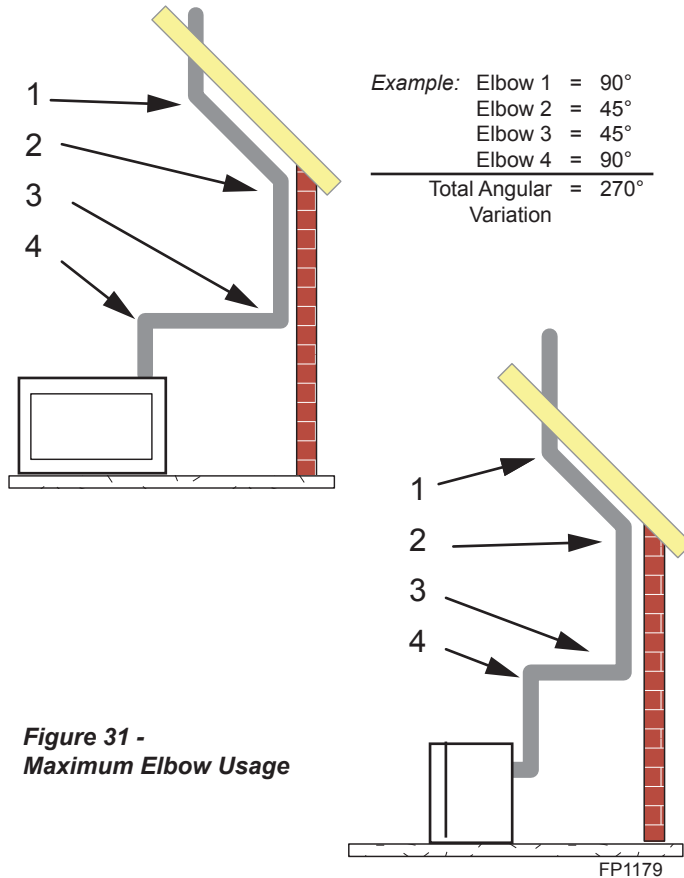 1
2
3
4
Example: Elbow 1 = 90°
Elbow 2 = 45°
Elbow 3 = 45°
Elbow 4 = 90°
Total Angular = 270°
Variation
1
2
3
4
Figure 31 -
Maximum Elbow Usage
FP1179